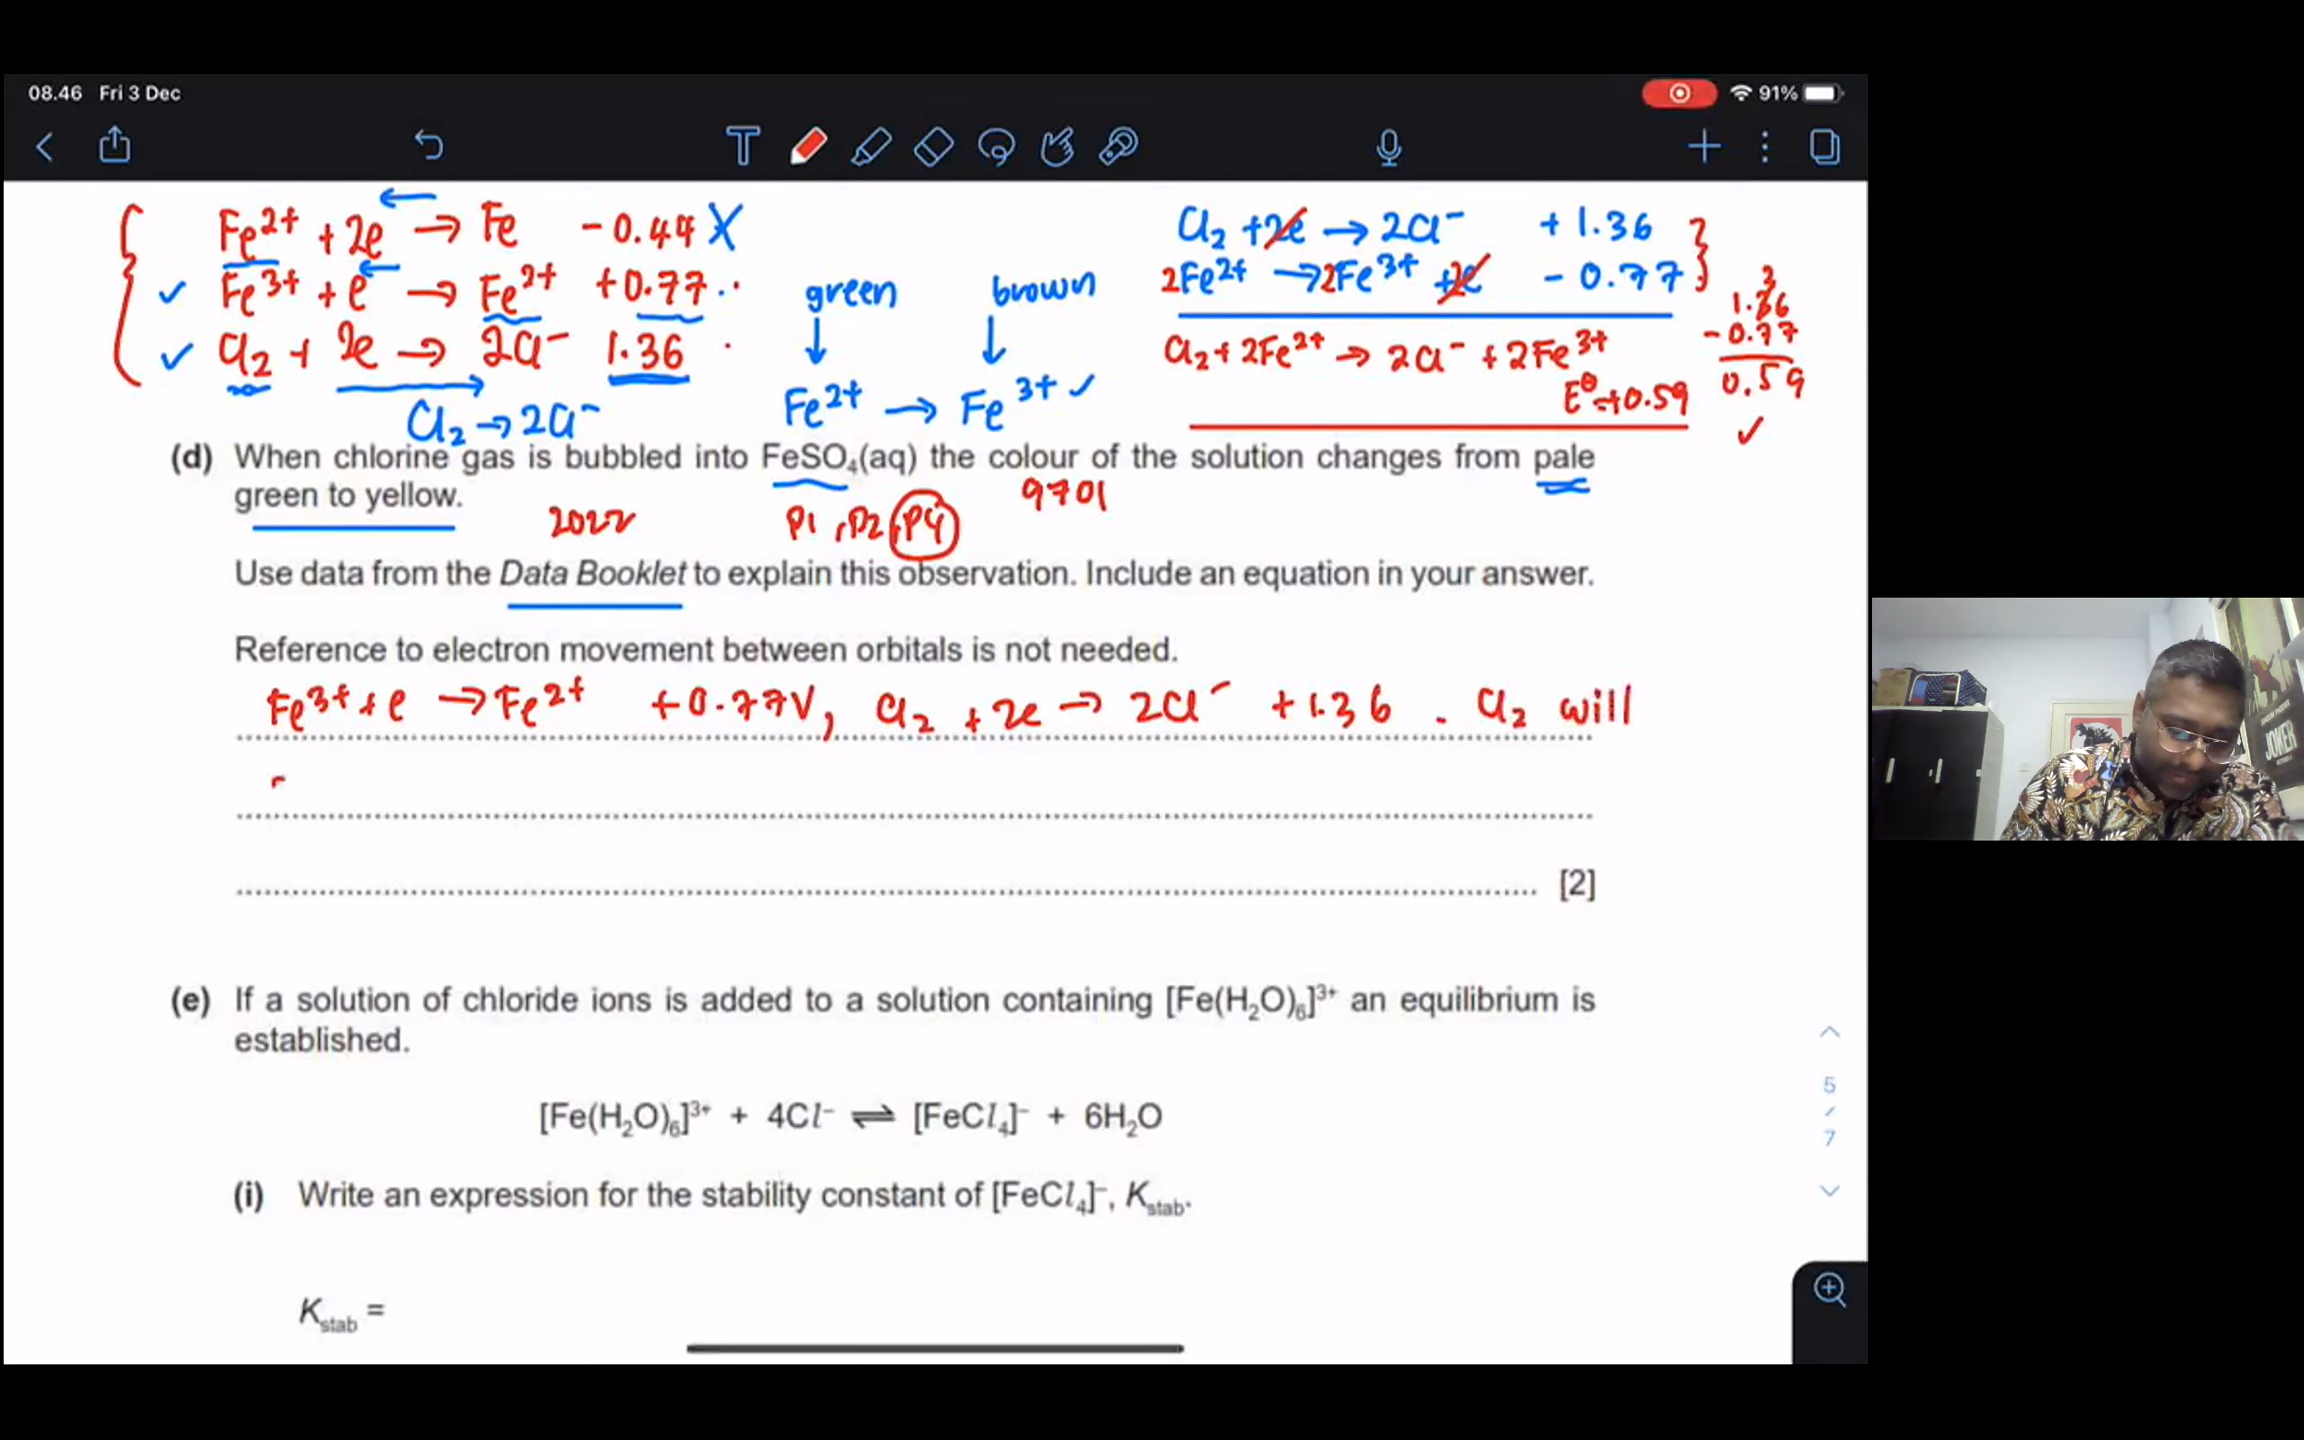 08.46 Fri 3 Dec
91%
Fe²⁺ + 2e → Fe -0.44 X
Fe³⁺ + e → Fe²⁺ +0.77
Cl₂ + 2e → 2Cl⁻ 1.36
Cl₂ → 2Cl⁻
green brown
Fe²⁺ → Fe³⁺ ✓
Cl₂ + 2e → 2Cl⁻ +1.36
2Fe²⁺ → 2Fe³⁺ + 2e -0.77
Cl₂ + 2Fe²⁺ → 2Cl⁻ + 2Fe³⁺
E⁰=+0.59
1.36
-0.77
0.59
✓
(d) When chlorine gas is bubbled into FeSO₄(aq) the colour of the solution changes from pale
green to yellow.
9701
2022 P1, P2, P4
Use data from the Data Booklet to explain this observation. Include an equation in your answer.
Reference to electron movement between orbitals is not needed.
Fe³⁺ + e → Fe²⁺ +0.77V, Cl₂ + 2e → 2Cl⁻ +1.36 . Cl₂ will
[2]
(e) If a solution of chloride ions is added to a solution containing [Fe(H₂O)₆]³⁺ an equilibrium is
established.
[Fe(H₂O)₆]³⁺ + 4Cl⁻ ⇌ [FeCl₄]⁻ + 6H₂O
(i) Write an expression for the stability constant of [FeCl₄]⁻, Kstab.
Kstab =
5
/
7
JOKER